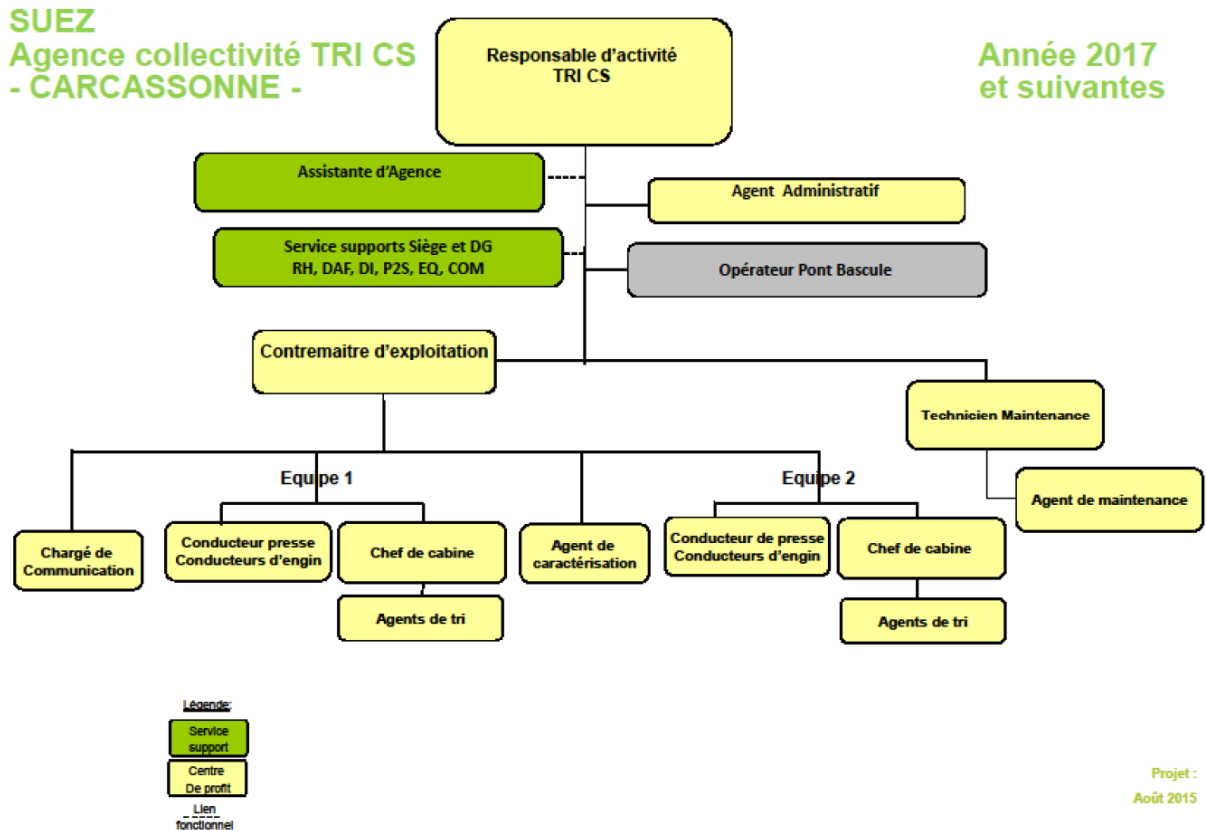 SUEZ
Agence collectivité TRI CS
- CARCASSONNE -
Année 2017
et suivantes
Responsable d'activité
TRI CS
Assistante d'Agence
Agent Administratif
Service supports Siège et DG
RH, DAF, DI, P2S, EQ, COM
Opérateur Pont Bascule
Contremaitre d'exploitation
Technicien Maintenance
Agent de maintenance
Equipe 1
Equipe 2
Chargé de
Communication
Conducteur presse
Conducteurs d'engin
Chef de cabine
Agents de tri
Agent de
caractérisation
Conducteur de presse
Conducteurs d'engin
Chef de cabine
Agents de tri
Légende:
Service
support
Centre
De profit
Lien
fonctionnel
Projet :
Août 2015